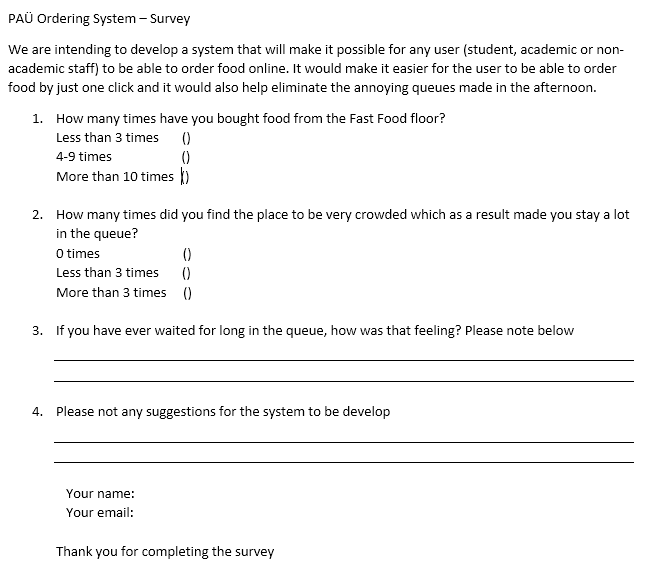 PAÜ Ordering System – Survey
We are intending to develop a system that will make it possible for any user (student, academic or non-
academic staff) to be able to order food online. It would make it easier for the user to be able to order
food by just one click and it would also help eliminate the annoying queues made in the afternoon.
1. How many times have you bought food from the Fast Food floor?
Less than 3 times ()
4-9 times ()
More than 10 times ()
2. How many times did you find the place to be very crowded which as a result made you stay a lot
in the queue?
0 times ()
Less than 3 times ()
More than 3 times ()
3. If you have ever waited for long in the queue, how was that feeling? Please note below
4. Please not any suggestions for the system to be develop
Your name:
Your email:
Thank you for completing the survey